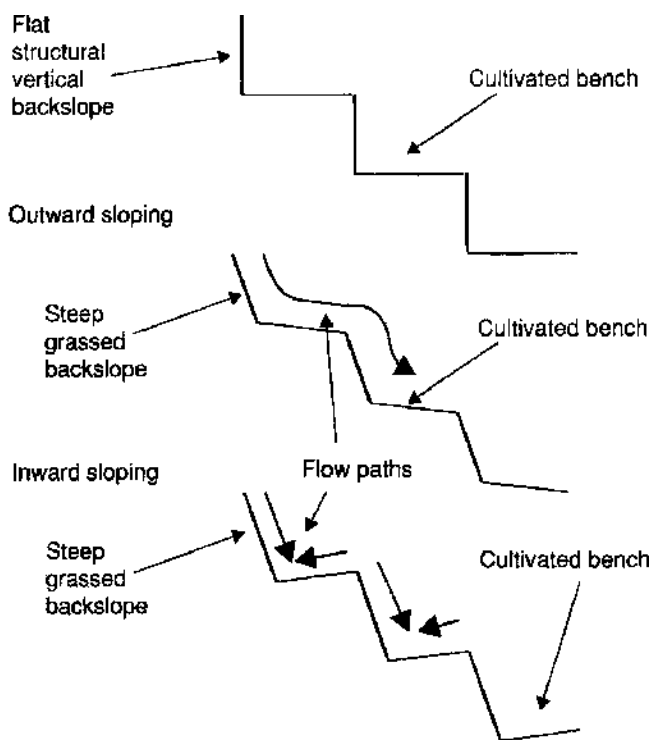 Flat
structural
vertical
backslope
Cultivated bench
Outward sloping
Steep
grassed
backslope
Cultivated bench
Flow paths
Inward sloping
Steep
grassed
backslope
Cultivated bench